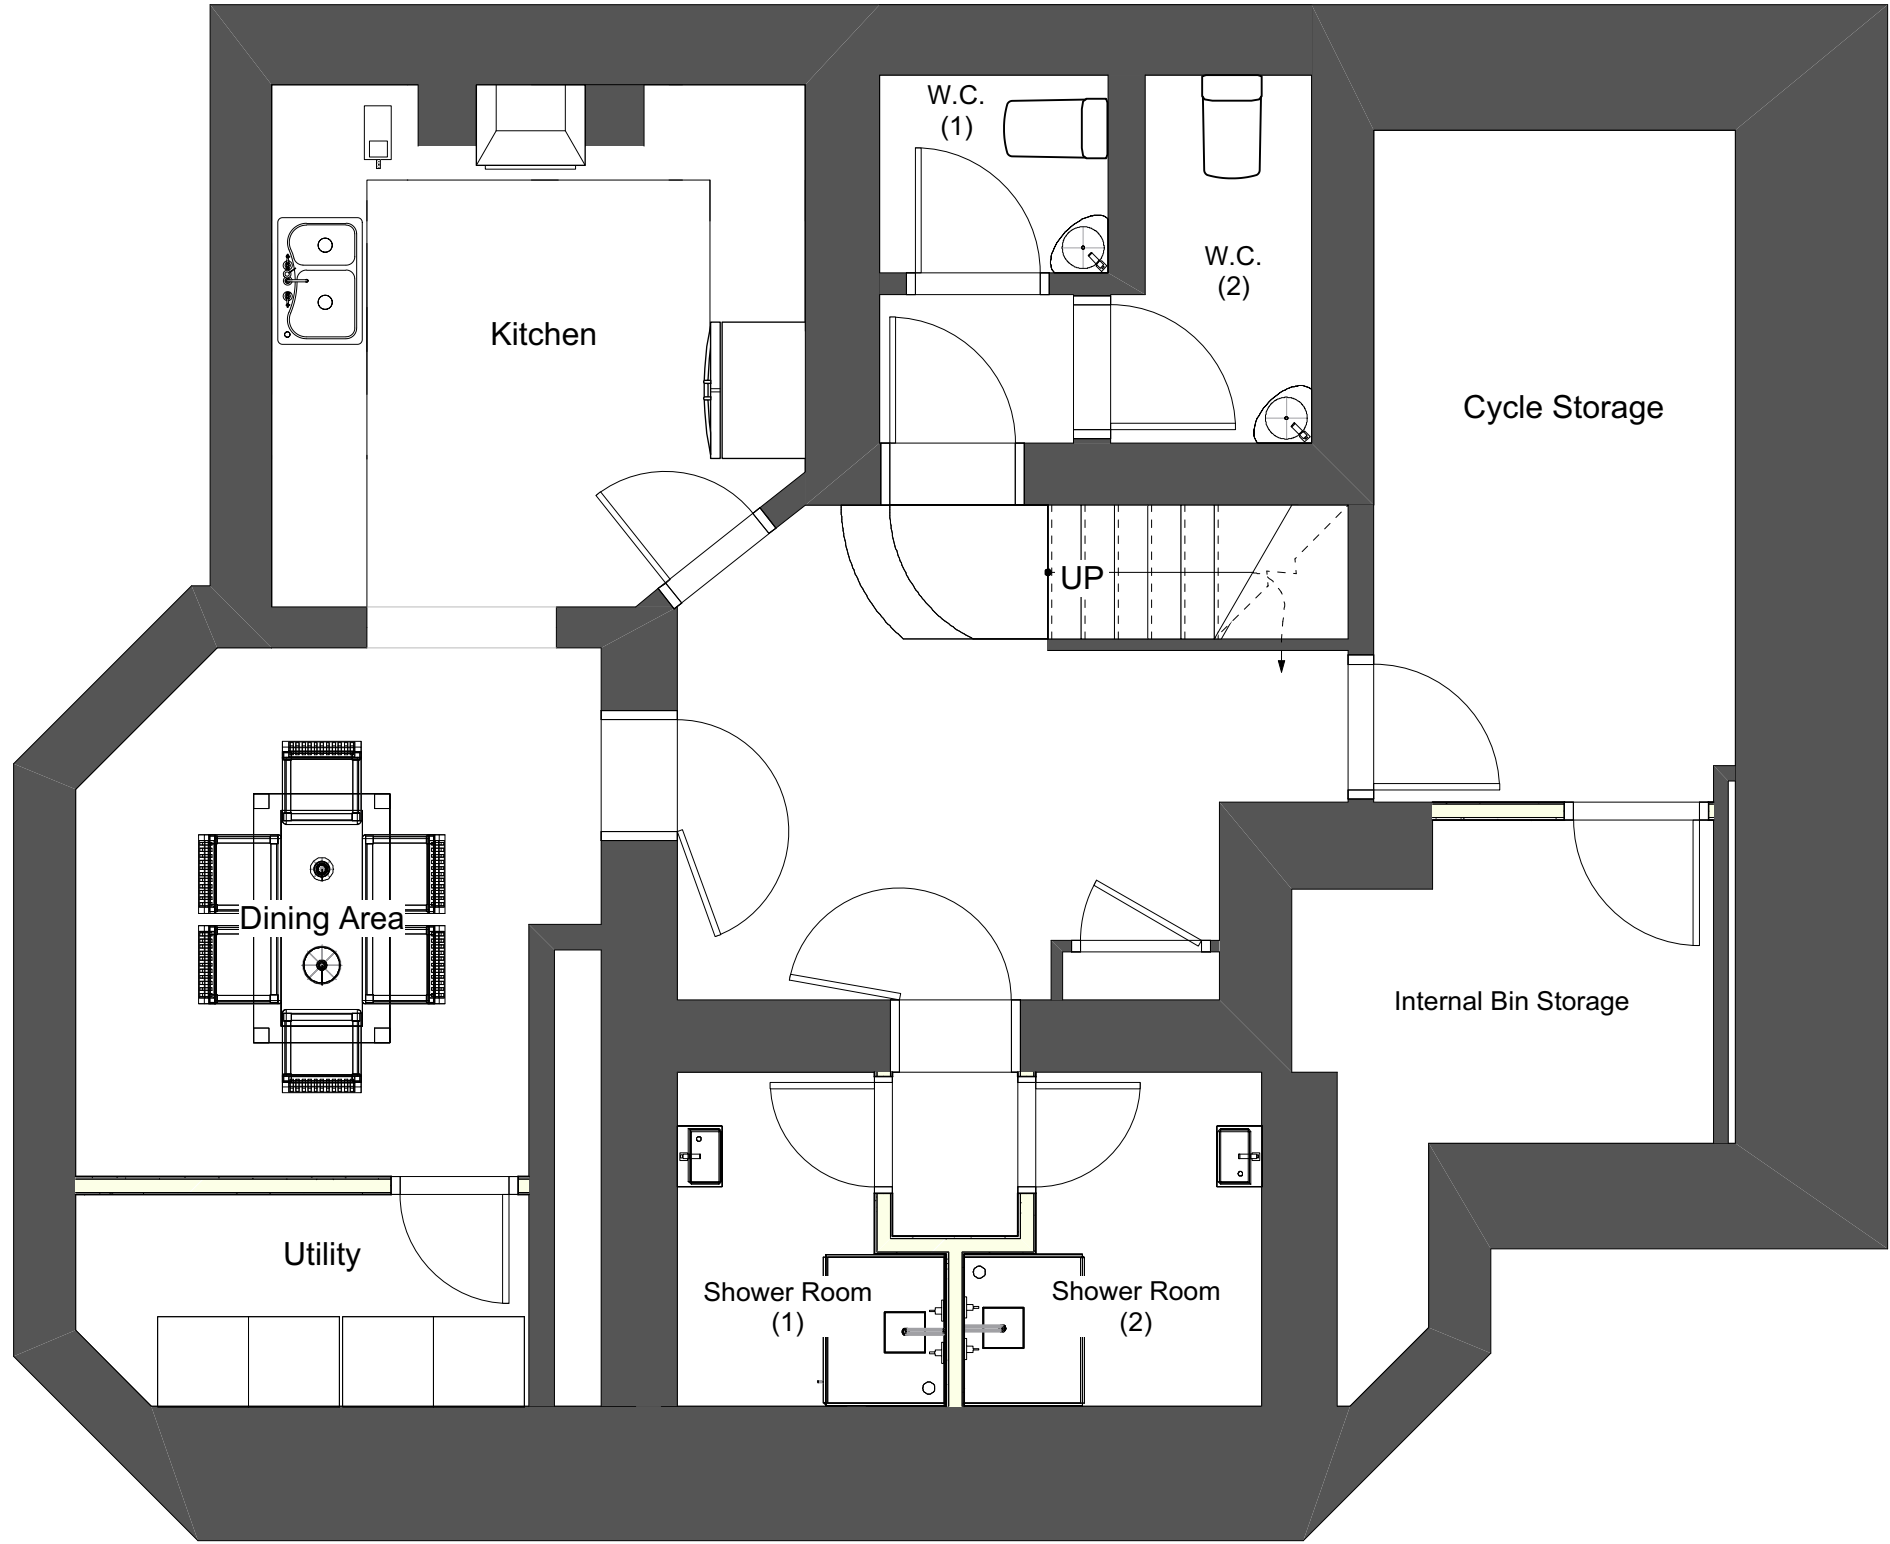 W.C.
(1)
W.C.
(2)
Kitchen
Cycle Storage
UP
Dining Area
Internal Bin Storage
Utility
Shower Room
(1)
Shower Room
(2)